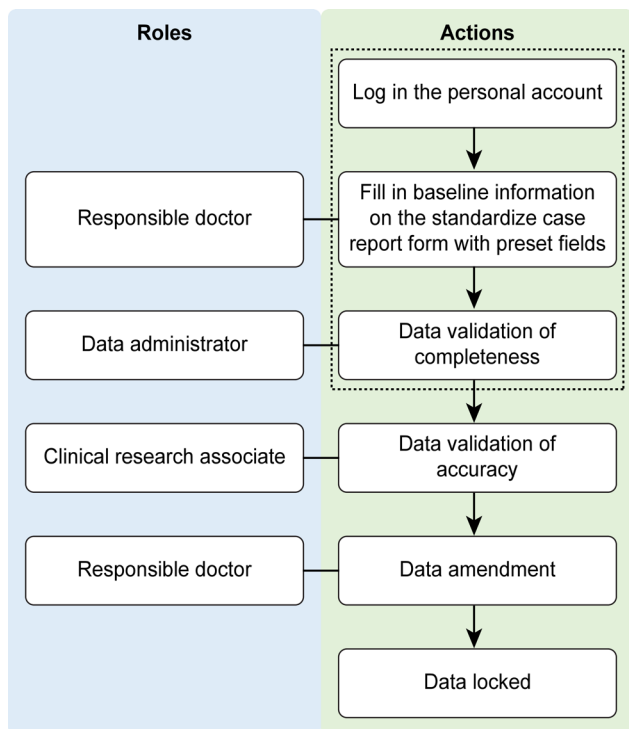 Roles
Actions
Log in the personal account
Responsible doctor
Fill in baseline information
on the standardize case
report form with preset fields
Data administrator
Data validation of
completeness
Clinical research associate
Data validation of
accuracy
Responsible doctor
Data amendment
Data locked